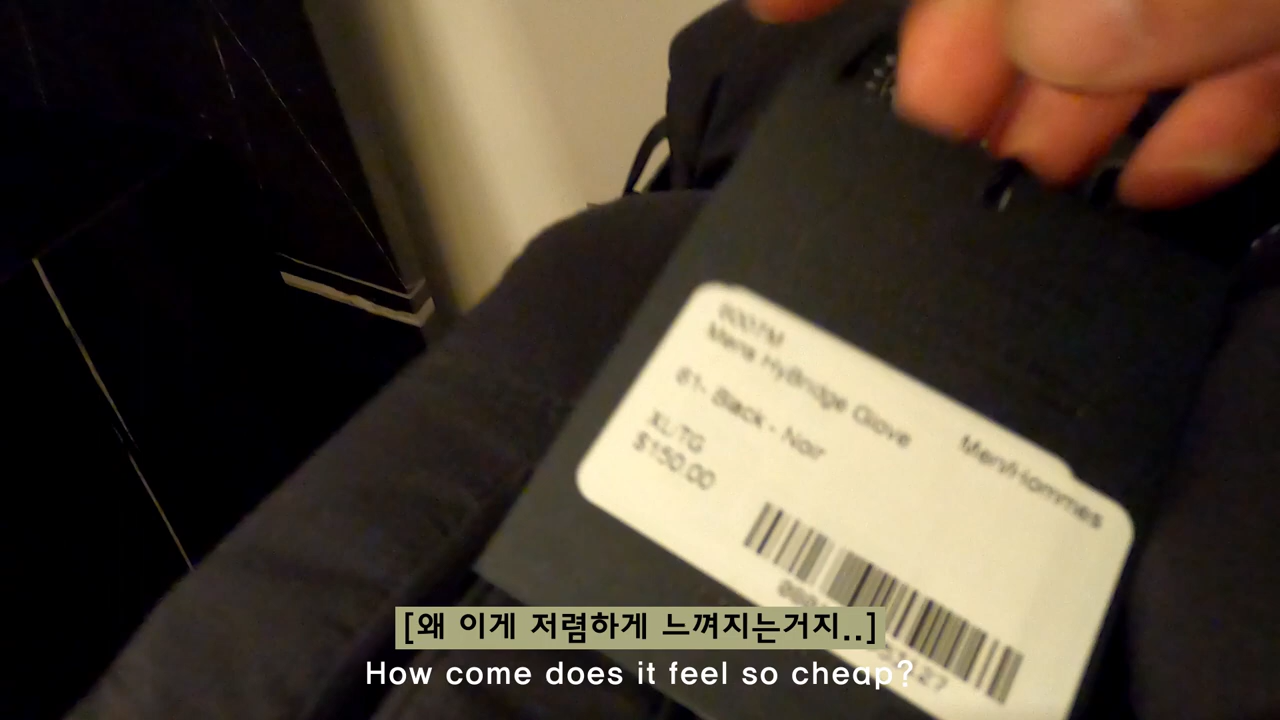 Mens HyBridge Glove
Men/Hommes
61- Black - Noir
XL/TG
$150.00
[왜 이게 저렴하게 느껴지는거지..]
How come does it feel so cheap?